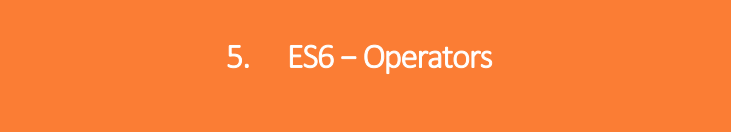 5. ES6 – Operators